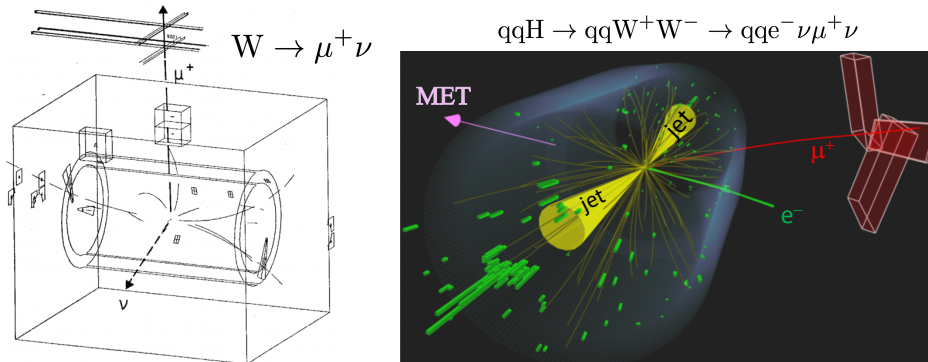 W → μ⁺ν
μ⁺
ν
qqH → qqW⁺W⁻ → qqe⁻νμ⁺ν
MET
jet
μ⁺
jet
e⁻